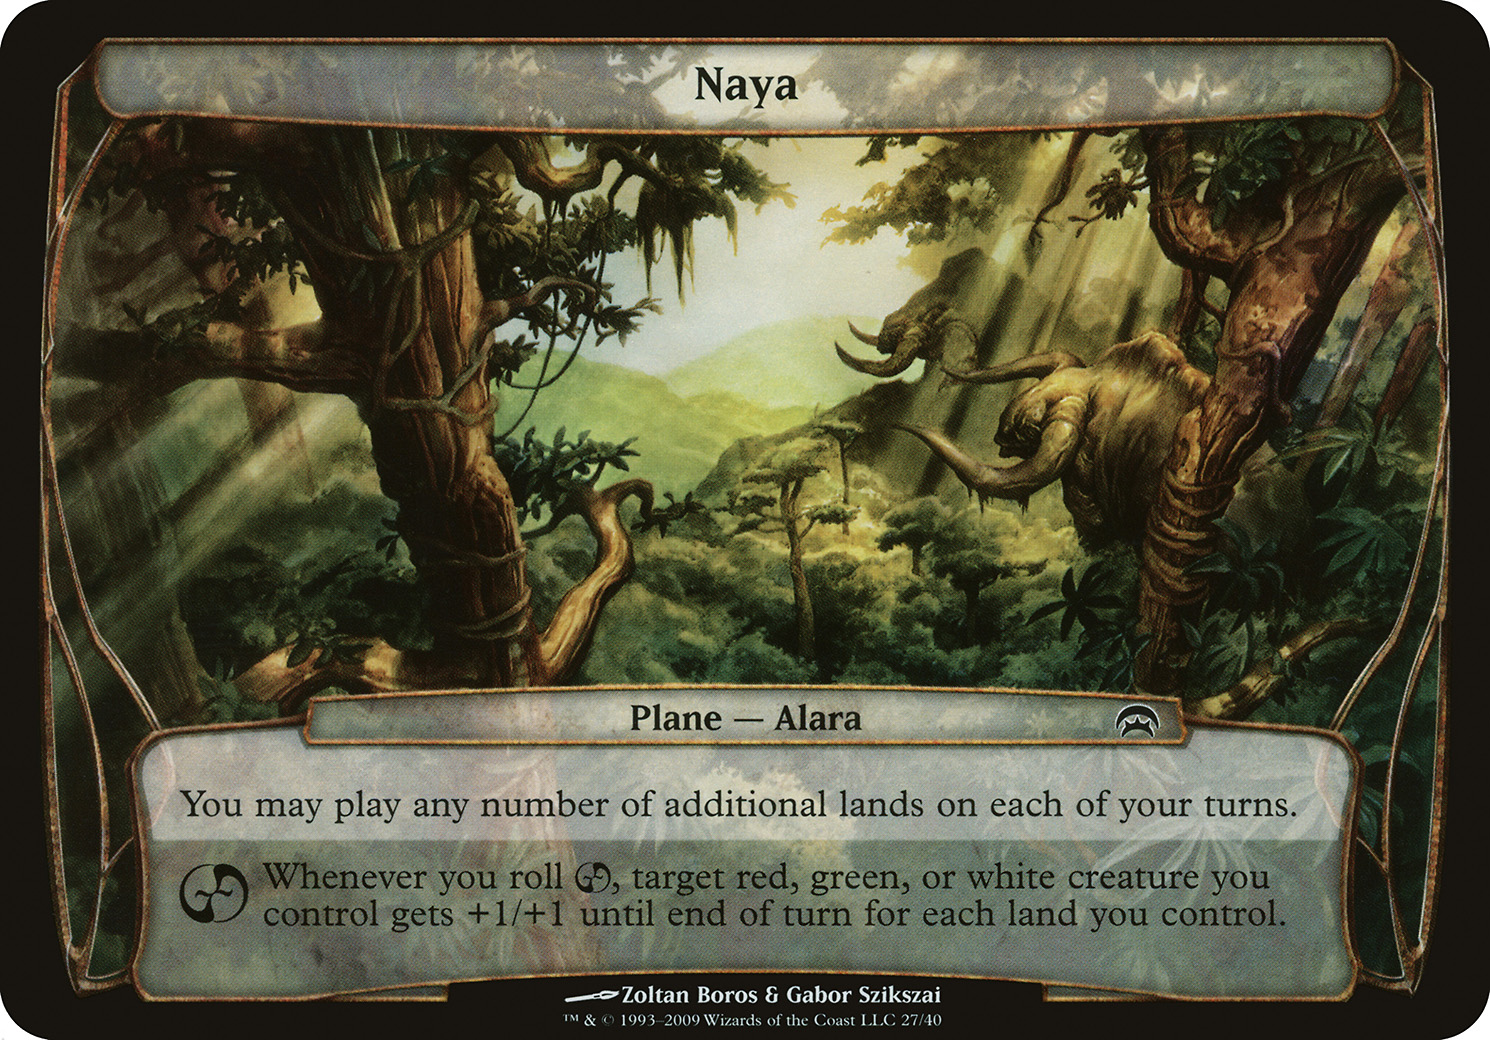 Naya
Plane — Alara
You may play any number of additional lands on each of your turns.
Whenever you roll , target red, green, or white creature you
control gets +1/+1 until end of turn for each land you control.
Zoltan Boros & Gabor Szikszai
™ & © 1993–2009 Wizards of the Coast LLC 27/40